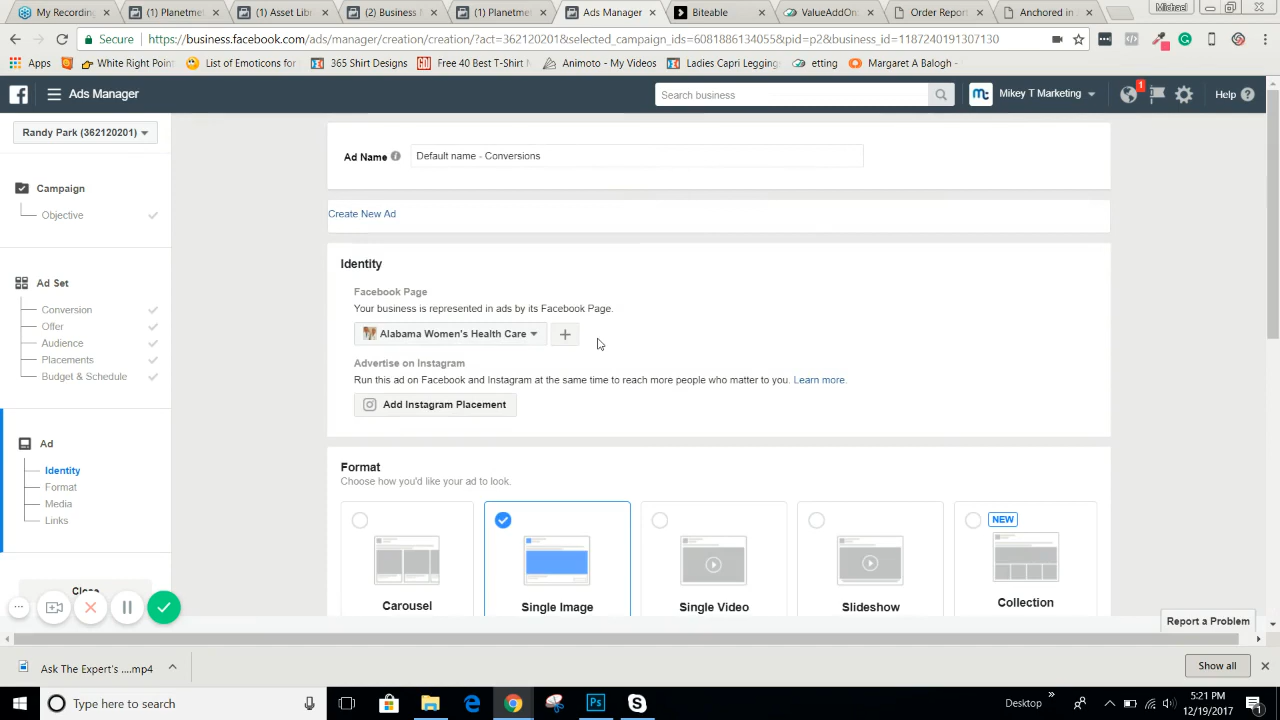 My Recording
(1) Planetme
(1) Asset Lib
(2) Business
(1) Planetme
Ads Manager
Biteable
ValueAddOr
Order Report
Anchored in
Michael
Secure
https://business.facebook.com/ads/manager/creation/creation/?act=362120201&selected_campaign_ids=6081886134055&pid=p2&business_id=1187240191307130
Apps
White Right Point
List of Emoticons for
365 Shirt Designs
Free 40 Best T-Shirt
Animoto - My Videos
Ladies Capri Legging
etting
Margaret A Balogh -
Ads Manager
Search business
Mikey T Marketing
1
Help
Randy Park (362120201)
Campaign
Objective
Ad Set
Conversion
Offer
Audience
Placements
Budget & Schedule
Ad
Identity
Format
Media
Links
Close
Ad Name
Default name - Conversions
Create New Ad
Identity
Facebook Page
Your business is represented in ads by its Facebook Page.
Alabama Women's Health Care
Advertise on Instagram
Run this ad on Facebook and Instagram at the same time to reach more people who matter to you. Learn more.
Add Instagram Placement
Format
Choose how you'd like your ad to look.
NEW
Carousel
Single Image
Single Video
Slideshow
Collection
Report a Problem
Ask The Expert's ....mp4
Show all
Type here to search
Desktop
5:21 PM
12/19/2017